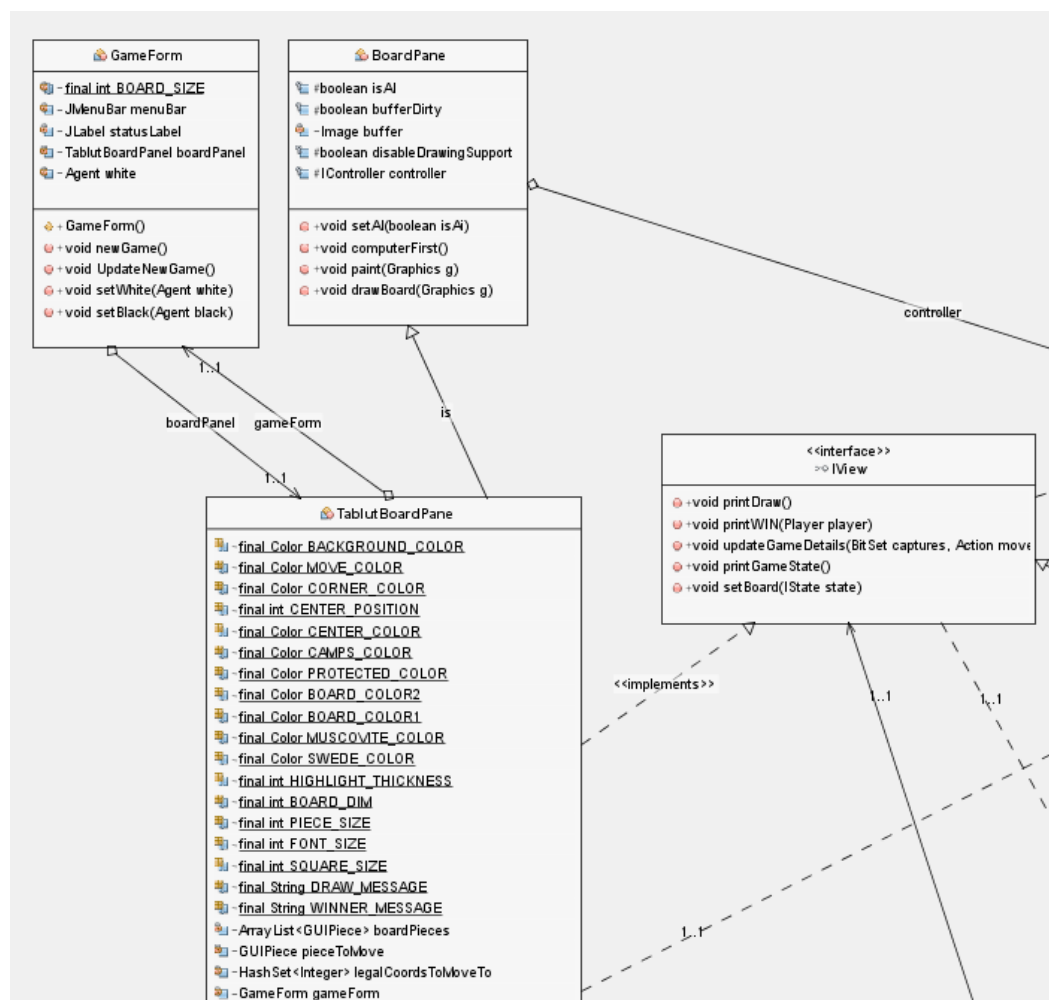 GameForm
-final int BOARD_SIZE
-JMenuBar menuBar
-JLabel statusLabel
-TablutBoardPanel boardPanel
-Agent white
+GameForm()
+void newGame()
+void UpdateNewGame()
+void setWhite(Agent white)
+void setBlack(Agent black)
BoardPane
#boolean isAI
#boolean bufferDirty
-Image buffer
#boolean disableDrawingSupport
#IController controller
+void setAI(boolean isAi)
+void computerFirst()
+void paint(Graphics g)
+void drawBoard(Graphics g)
controller
1..1
boardPanel
gameForm
is
1..1
<<interface>>
IView
+void printDraw()
+void printWIN(Player player)
+void updateGameDetails(BitSet captures, Action move
+void printGameState()
+void setBoard(IState state)
TablutBoardPane
-final Color BACKGROUND_COLOR
-final Color MOVE_COLOR
-final Color CORNER_COLOR
-final int CENTER_POSITION
-final Color CENTER_COLOR
-final Color CAMPS_COLOR
-final Color PROTECTED_COLOR
-final Color BOARD_COLOR2
-final Color BOARD_COLOR1
-final Color MUSCOVITE_COLOR
-final Color SWEDE_COLOR
-final int HIGHLIGHT_THICKNESS
-final int BOARD_DIM
-final int PIECE_SIZE
-final int FONT_SIZE
-final int SQUARE_SIZE
-final String DRAW_MESSAGE
-final String WINNER_MESSAGE
-ArrayList<GUIPiece> boardPieces
-GUIPiece pieceToMove
-HashSet<Integer> legalCoordsToMoveTo
-GameForm gameForm
<<implements>>
1..1
1..1
1..1